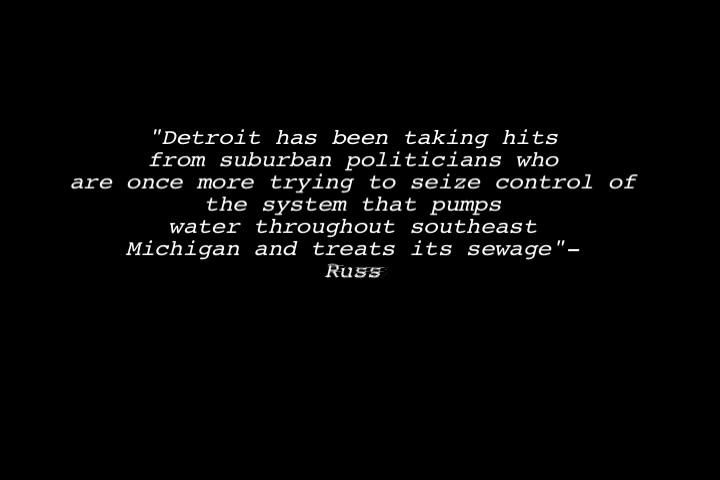 "Detroit has been taking hits
from suburban politicians who
are once more trying to seize control of
the system that pumps
water throughout southeast
Michigan and treats its sewage"-
Russ